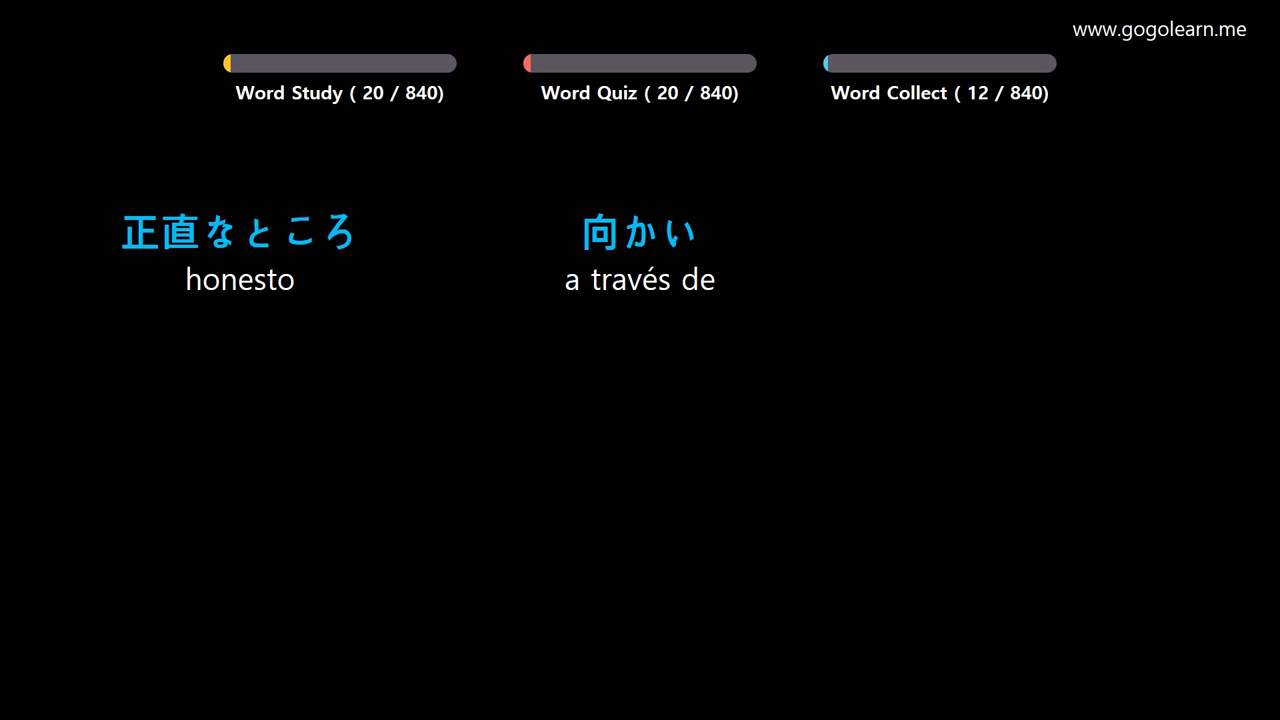 www.gogolearn.me
Word Study ( 20 / 840)
Word Quiz ( 20 / 840)
Word Collect ( 12 / 840)
正直なところ
honesto
向かい
a través de